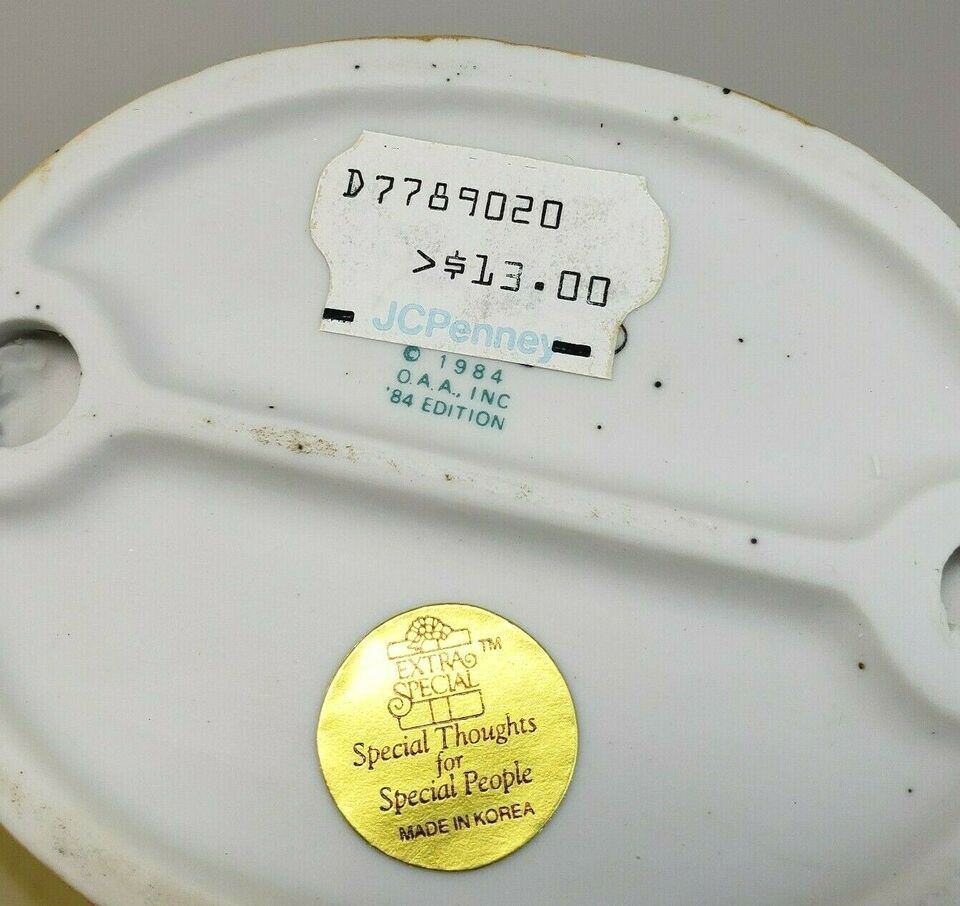 D7789020
>$13.00
JCPenney
© 1984
O.A.A., INC
'84 EDITION
EXTRA
SPECIAL
TM
Special Thoughts
for
Special People
MADE IN KOREA